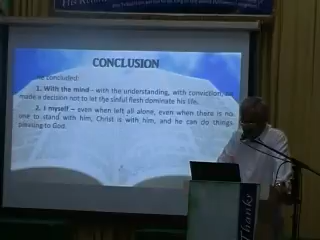 CONCLUSION
he concluded:
1. With the mind - with the understanding, with conviction, we
made a decision not to let the sinful flesh dominate his life.
2. I myself - even when left all alone, even when there is no
one to stand with him, Christ is with him, and he can do things
pleasing to God.
Thanks